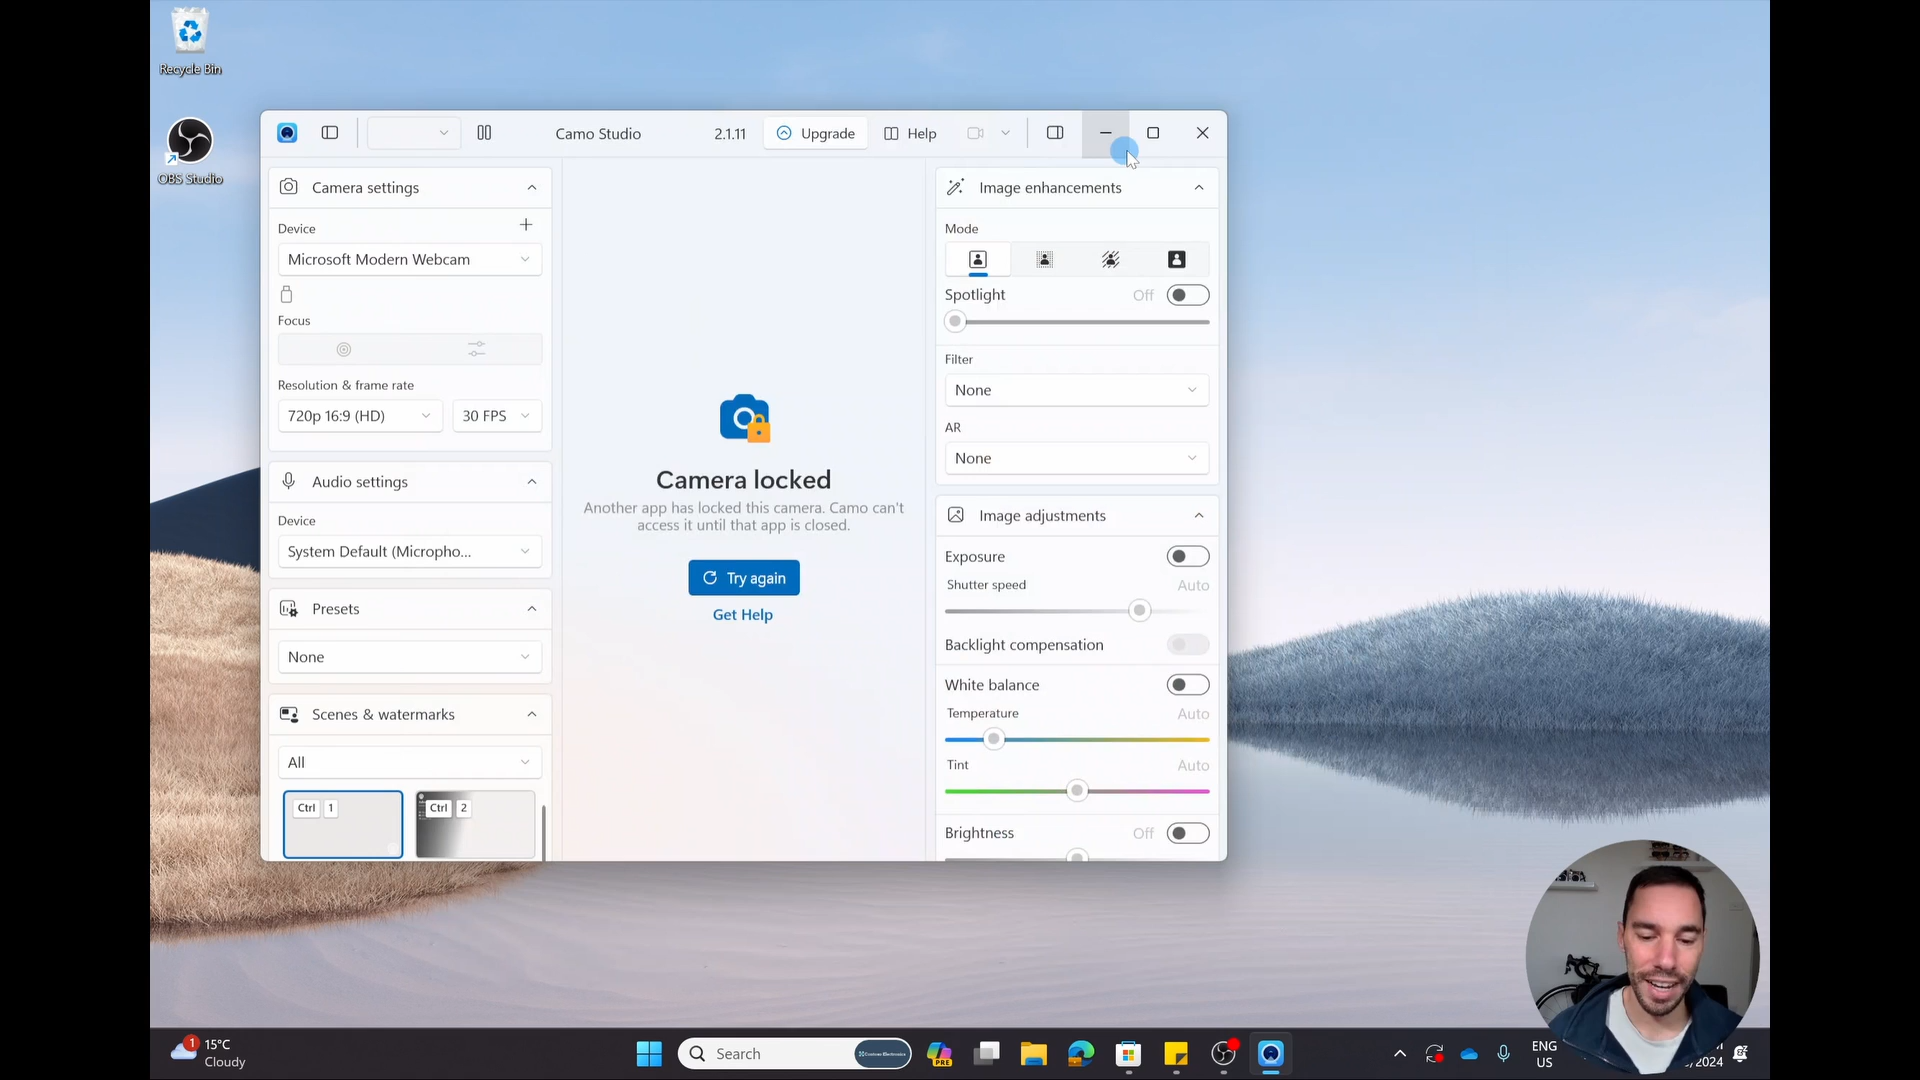 Recycle Bin
OBS Studio
Camo Studio
2.1.11
Upgrade
Help
Camera settings
Device
Microsoft Modern Webcam
Focus
Resolution & frame rate
720p 16:9 (HD)
30 FPS
Audio settings
Device
System Default (Micropho...
Presets
None
Scenes & watermarks
All
Ctrl 1
Ctrl 2
Camera locked
Another app has locked this camera. Camo can't
access it until that app is closed.
Try again
Get Help
Image enhancements
Mode
Spotlight
Off
Filter
None
AR
None
Image adjustments
Exposure
Shutter speed
Auto
Backlight compensation
White balance
Temperature
Auto
Tint
Auto
Brightness
Off
1
15°C
Cloudy
Search
PRE
ENG
US
/2024